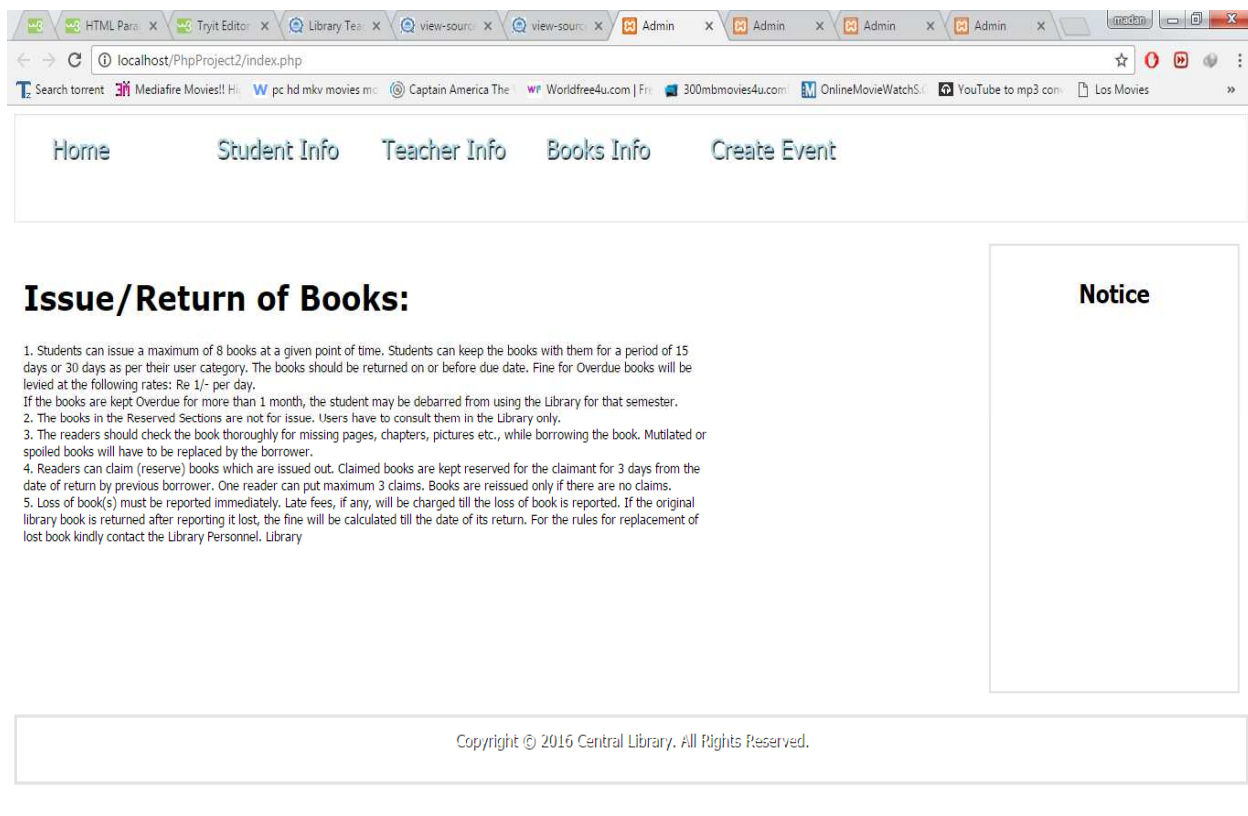 HTML Para
Tryit Editor
Library Tea
view-sourc
view-sourc
Admin
Admin
Admin
Admin
madan
localhost/PhpProject2/index.php
Search torrent
Mediafire Movies!! Hi
pc hd mkv movies mo
Captain America The
Worldfree4u.com | Fr
300mbmovies4u.com
OnlineMovieWatchS.
YouTube to mp3 con
Los Movies
»
Home
Student Info
Teacher Info
Books Info
Create Event
Issue/Return of Books:
1. Students can issue a maximum of 8 books at a given point of time. Students can keep the books with them for a period of 15
days or 30 days as per their user category. The books should be returned on or before due date. Fine for Overdue books will be
levied at the following rates: Re 1/- per day.
If the books are kept Overdue for more than 1 month, the student may be debarred from using the Library for that semester.
2. The books in the Reserved Sections are not for issue. Users have to consult them in the Library only.
3. The readers should check the book thoroughly for missing pages, chapters, pictures etc., while borrowing the book. Mutilated or
spoiled books will have to be replaced by the borrower.
4. Readers can claim (reserve) books which are issued out. Claimed books are kept reserved for the claimant for 3 days from the
date of return by previous borrower. One reader can put maximum 3 claims. Books are reissued only if there are no claims.
5. Loss of book(s) must be reported immediately. Late fees, if any, will be charged till the loss of book is reported. If the original
library book is returned after reporting it lost, the fine will be calculated till the date of its return. For the rules for replacement of
lost book kindly contact the Library Personnel. Library
Notice
Copyright © 2016 Central Library. All Rights Reserved.